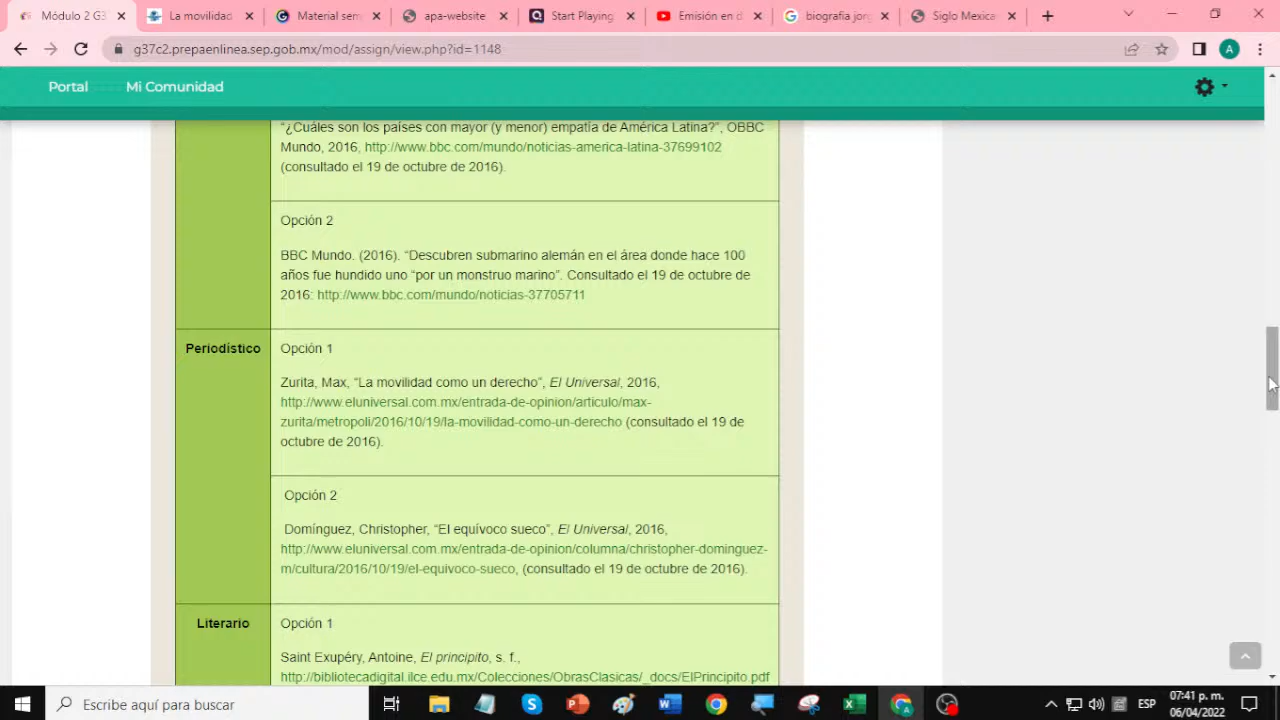 Módulo 2 G3
La movilidad
Material sem
apa-website
Start Playing
Emisión en d
biografia jorg
Siglo Mexica
g37c2.prepaenlinea.sep.gob.mx/mod/assign/view.php?id=1148
A
Portal
Mi Comunidad
"¿Cuáles son los países con mayor (y menor) empatía de América Latina?", OBBC
Mundo, 2016, http://www.bbc.com/mundo/noticias-america-latina-37699102
(consultado el 19 de octubre de 2016).
Opción 2
BBC Mundo. (2016). "Descubren submarino alemán en el área donde hace 100
años fue hundido uno "por un monstruo marino". Consultado el 19 de octubre de
2016: http://www.bbc.com/mundo/noticias-37705711
Periodístico
Opción 1
Zurita, Max, "La movilidad como un derecho", El Universal, 2016,
http://www.eluniversal.com.mx/entrada-de-opinion/articulo/max-
zurita/metropoli/2016/10/19/la-movilidad-como-un-derecho (consultado el 19 de
octubre de 2016).
Opción 2
Domínguez, Christopher, "El equívoco sueco", El Universal, 2016,
http://www.eluniversal.com.mx/entrada-de-opinion/columna/christopher-dominguez-
m/cultura/2016/10/19/el-equivoco-sueco, (consultado el 19 de octubre de 2016).
Literario
Opción 1
Saint Exupéry, Antoine, El principito, s. f.,
http://bibliotecadigital.ilce.edu.mx/Colecciones/ObrasClasicas/_docs/ElPrincipito.pdf
Escribe aquí para buscar
ESP
07:41 p. m.
06/04/2022